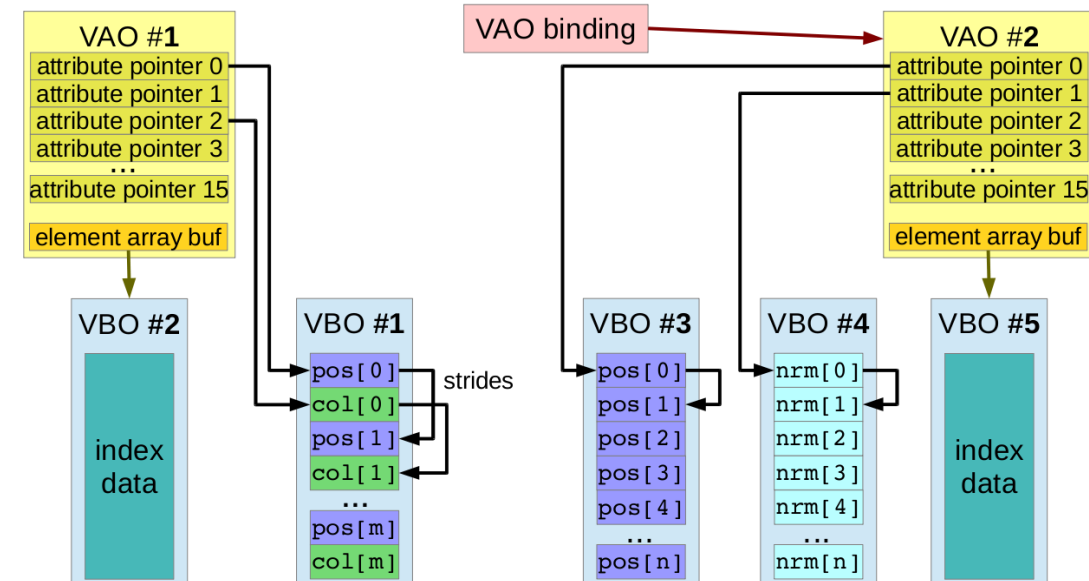 VAO #1
attribute pointer 0
attribute pointer 1
attribute pointer 2
attribute pointer 3
...
attribute pointer 15
element array buf
VAO binding
VAO #2
attribute pointer 0
attribute pointer 1
attribute pointer 2
attribute pointer 3
...
attribute pointer 15
element array buf
VBO #2
index
data
VBO #1
pos[0]
col[0]
pos[1]
col[1]
...
pos[m]
col[m]
strides
VBO #3
pos[0]
pos[1]
pos[2]
pos[3]
pos[4]
...
pos[n]
VBO #4
nrm[0]
nrm[1]
nrm[2]
nrm[3]
nrm[4]
...
nrm[n]
VBO #5
index
data